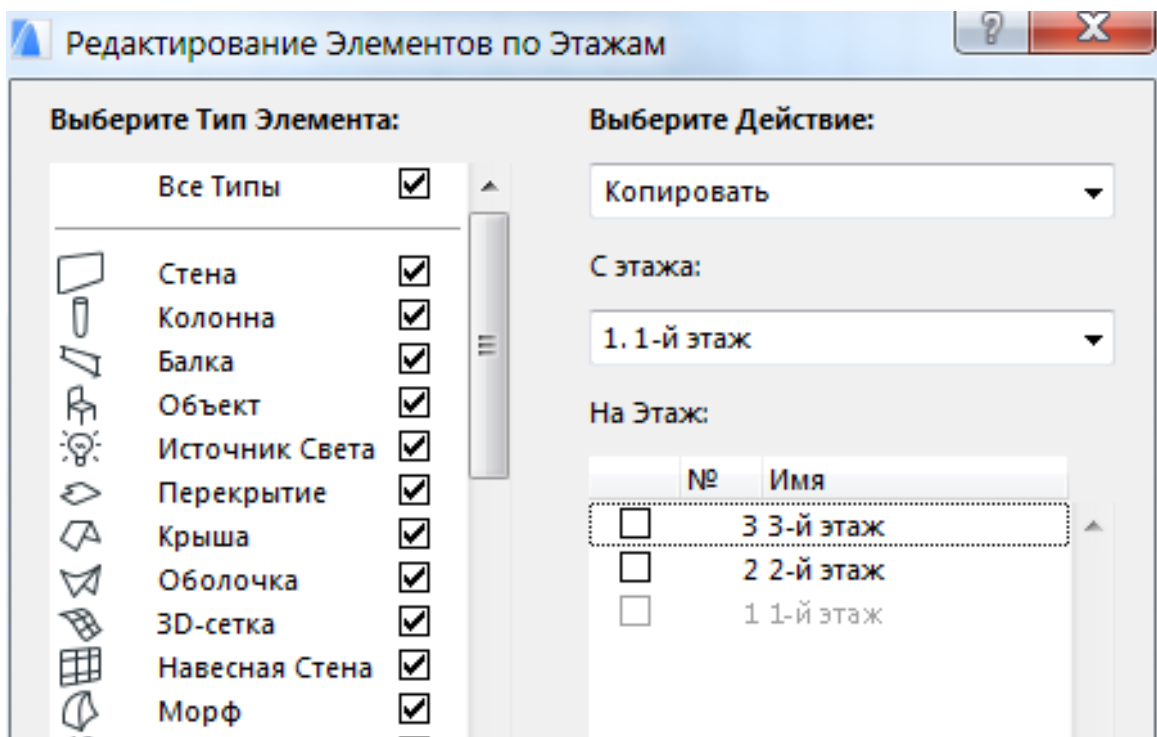 Редактирование Элементов по Этажам
Выберите Тип Элемента:
Все Типы
Стена
Колонна
Балка
Объект
Источник Света
Перекрытие
Крыша
Оболочка
3D-сетка
Навесная Стена
Морф
Выберите Действие:
Копировать
С этажа:
1. 1-й этаж
На Этаж:
№ Имя
3 3-й этаж
2 2-й этаж
1 1-й этаж